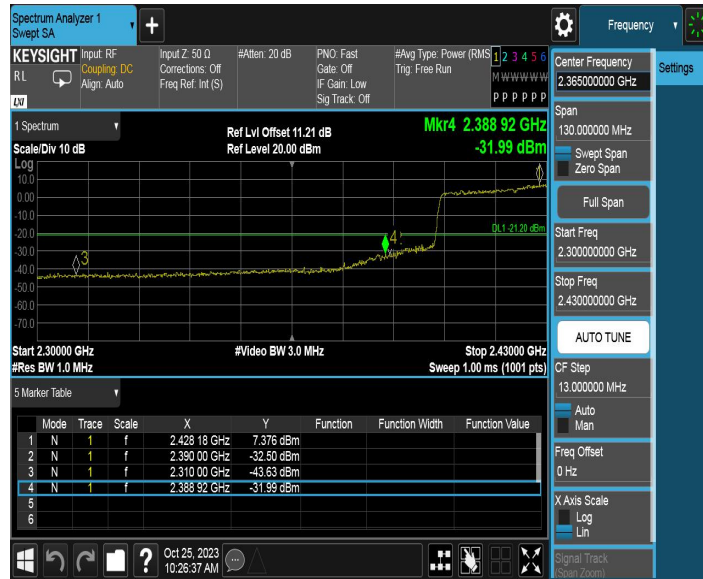 Spectrum Analyzer 1
Swept SA
+
Frequency
KEYSIGHT
RL
LXI
Input: RF
Coupling: DC
Align: Auto
Input Z: 50 Ω
Corrections: Off
Freq Ref: Int (S)
#Atten: 20 dB
PNO: Fast
Gate: Off
IF Gain: Low
Sig Track: Off
#Avg Type: Power (RMS
Trig: Free Run
1 2 3 4 5 6
M W W W W W
P P P P P P
1 Spectrum
Scale/Div 10 dB
Ref Lvl Offset 11.21 dB
Ref Level 20.00 dBm
Mkr4 2.388 92 GHz
-31.99 dBm
Log
10.0
0.00
-10.0
-20.0
-30.0
-40.0
-50.0
-60.0
-70.0
DL1 -21.20 dBm
3
4
Start 2.30000 GHz
#Res BW 1.0 MHz
#Video BW 3.0 MHz
Stop 2.43000 GHz
Sweep 1.00 ms (1001 pts)
5 Marker Table
Mode Trace Scale X Y Function Function Width Function Value
1 N 1 f 2.428 18 GHz 7.376 dBm
2 N 1 f 2.390 00 GHz -32.50 dBm
3 N 1 f 2.310 00 GHz -43.63 dBm
4 N 1 f 2.388 92 GHz -31.99 dBm
5
6
?
Oct 25, 2023
10:26:37 AM
Center Frequency
2.365000000 GHz
Settings
Span
130.000000 MHz
Swept Span
Zero Span
Full Span
Start Freq
2.300000000 GHz
Stop Freq
2.430000000 GHz
AUTO TUNE
CF Step
13.000000 MHz
Auto
Man
Freq Offset
0 Hz
X Axis Scale
Log
Lin
Signal Track
(Span Zoom)